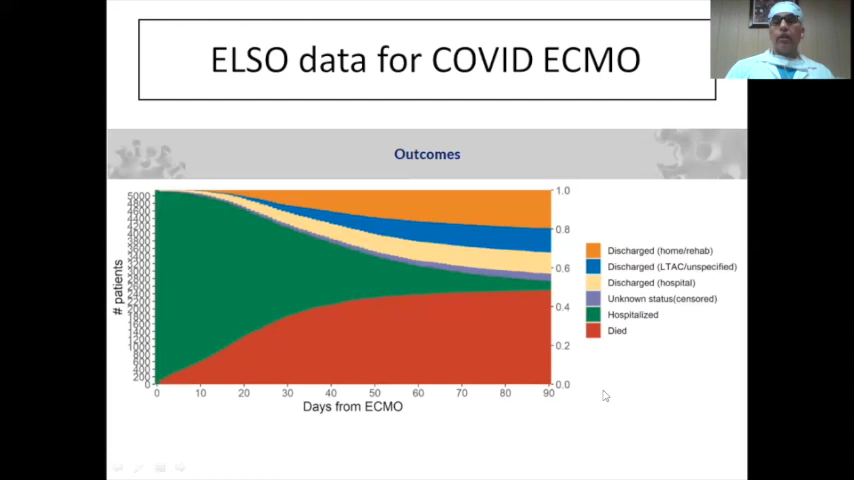 ELSO data for COVID ECMO
Outcomes
# patients
5000
4800
4600
4400
4200
4000
3800
3600
3400
3200
3000
2800
2600
2400
2200
2000
1800
1600
1400
1200
1000
800
600
400
200
0
1.0
0.8
0.6
0.4
0.2
0.0
0 10 20 30 40 50 60 70 80 90
Days from ECMO
Discharged (home/rehab)
Discharged (LTAC/unspecified)
Discharged (hospital)
Unknown status(censored)
Hospitalized
Died